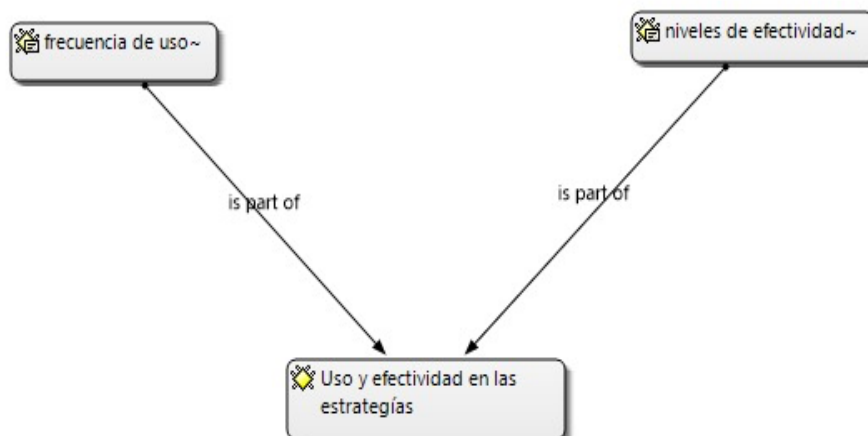 frecuencia de uso~
niveles de efectividad~
is part of
is part of
Uso y efectividad en las
estrategías